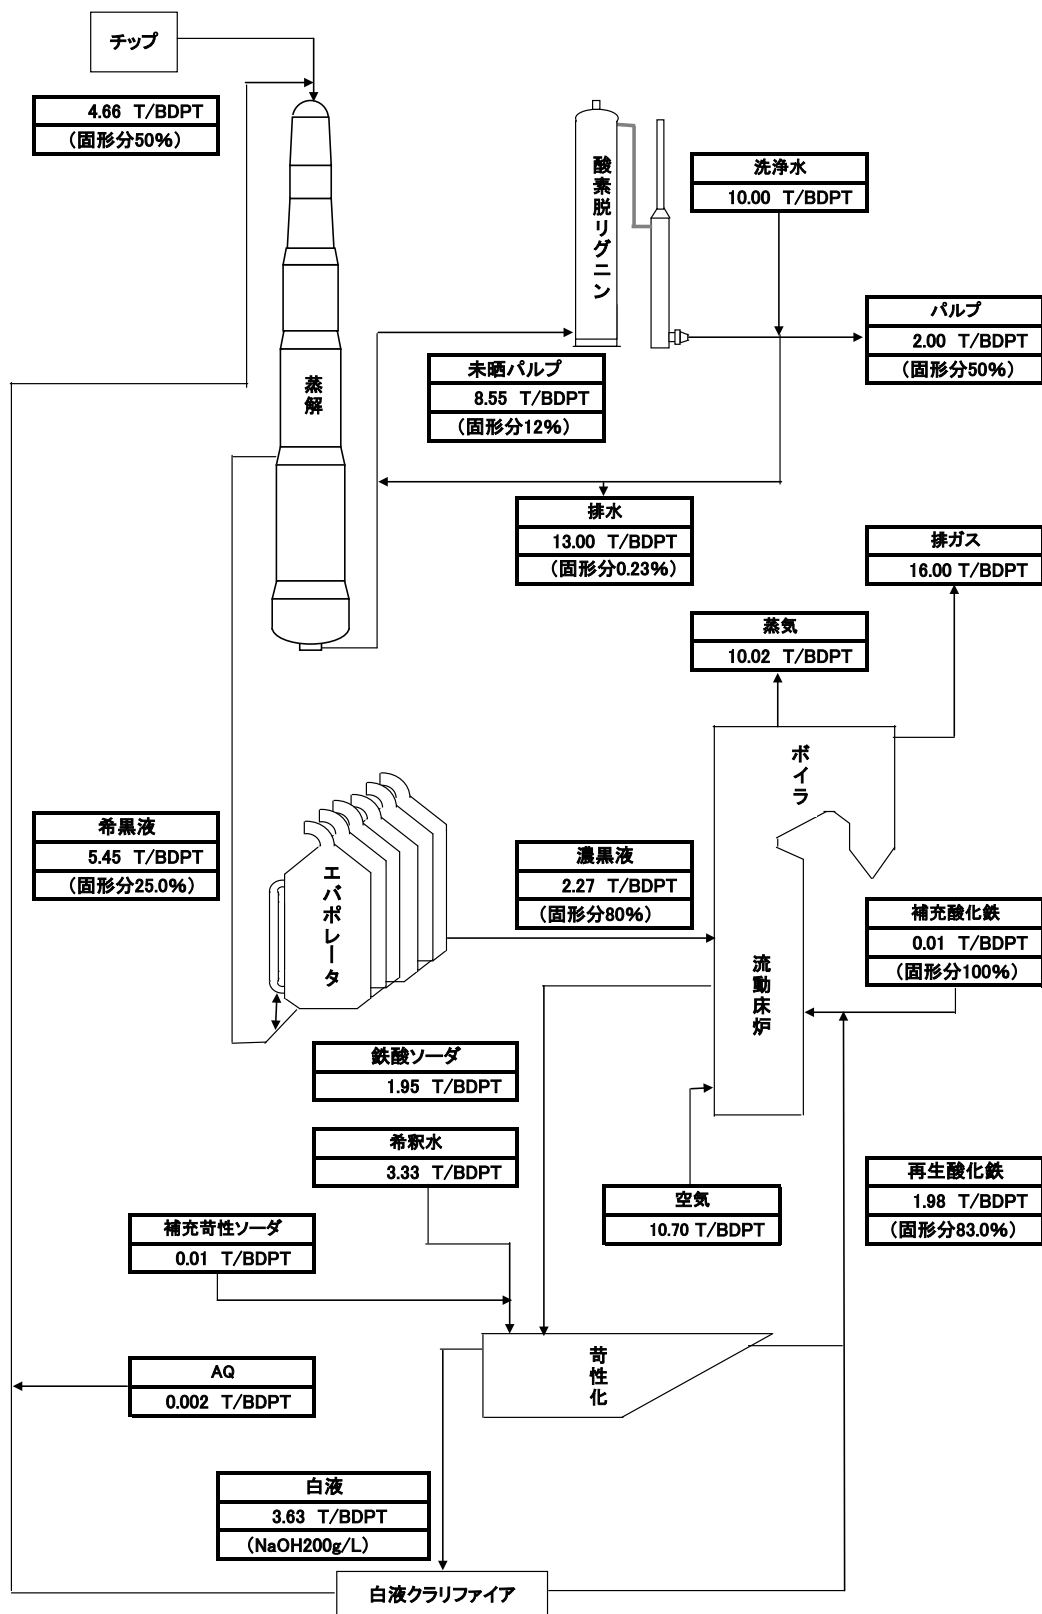 チップ
4.66 T/BDPT
(固形分50%)
酸素脱リグニン
洗浄水
10.00 T/BDPT
パルプ
2.00 T/BDPT
(固形分50%)
未晒パルプ
8.55 T/BDPT
(固形分12%)
蒸解
排水
13.00 T/BDPT
(固形分0.23%)
排ガス
16.00 T/BDPT
蒸気
10.02 T/BDPT
ボイラ
希黒液
5.45 T/BDPT
(固形分25.0%)
エバポレータ
濃黒液
2.27 T/BDPT
(固形分80%)
補充酸化鉄
0.01 T/BDPT
(固形分100%)
流動床炉
鉄酸ソーダ
1.95 T/BDPT
希釈水
3.33 T/BDPT
再生酸化鉄
1.98 T/BDPT
(固形分83.0%)
空気
10.70 T/BDPT
補充苛性ソーダ
0.01 T/BDPT
苛性化
AQ
0.002 T/BDPT
白液
3.63 T/BDPT
(NaOH200g/L)
白液クラリファイア